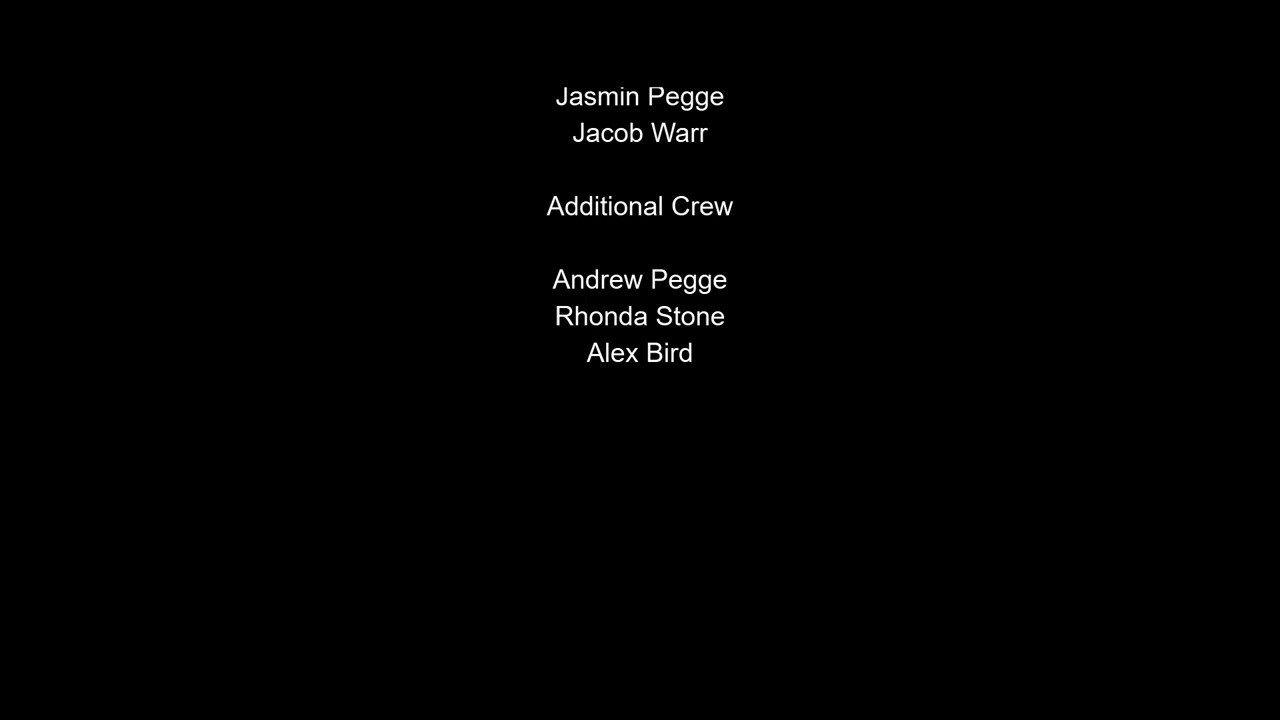 Jasmin Pegge
Jacob Warr
Additional Crew
Andrew Pegge
Rhonda Stone
Alex Bird